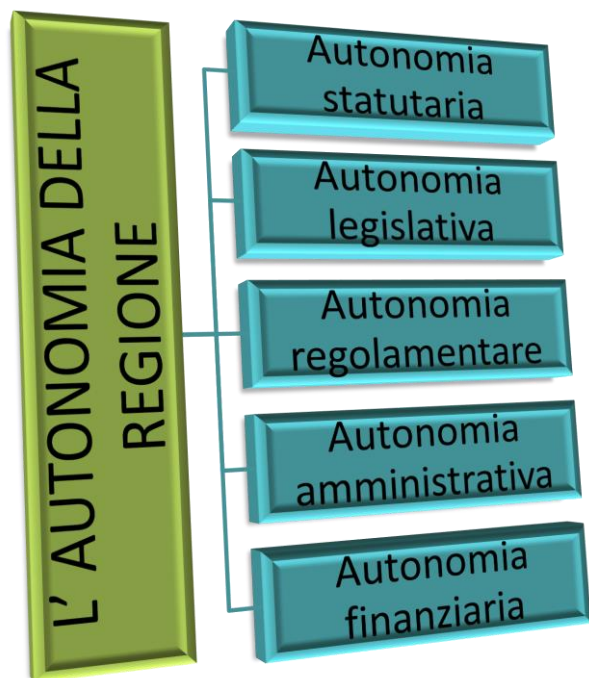 L' AUTONOMIA DELLA
REGIONE
Autonomia
statutaria
Autonomia
legislativa
Autonomia
regolamentare
Autonomia
amministrativa
Autonomia
finanziaria